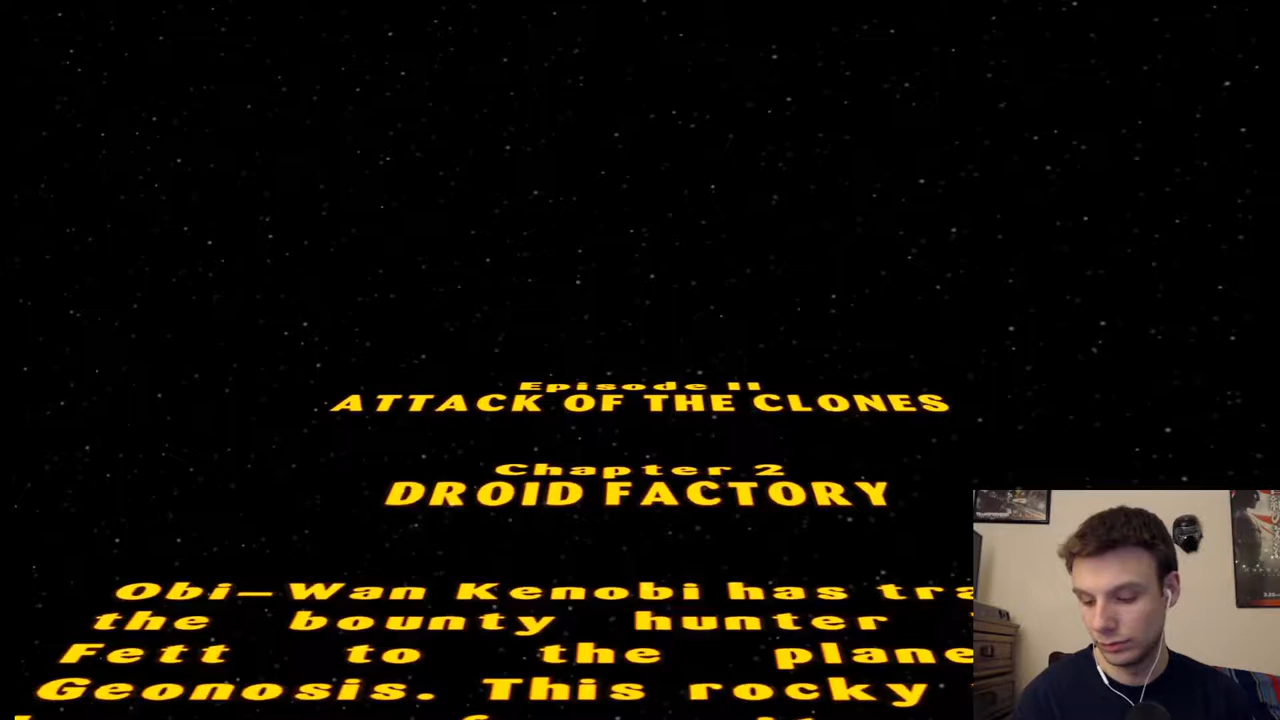 Episode II
ATTACK OF THE CLONES
Chapter 2
DROID FACTORY
Obi-Wan Kenobi has
the bounty hunter
Fett to the
Geonosis. This rocky